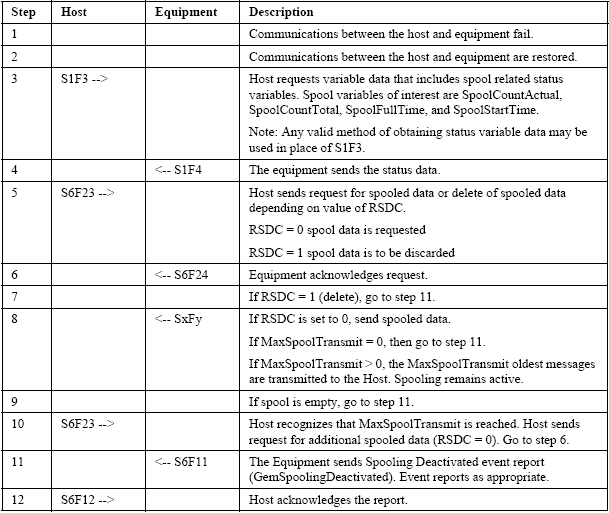 Step Host Equipment Description
1 Communications between the host and equipment fail.
2 Communications between the host and equipment are restored.
3 S1F3 --> Host requests variable data that includes spool related status
variables. Spool variables of interest are SpoolCountActual,
SpoolCountTotal, SpoolFullTime, and SpoolStartTime.
Note: Any valid method of obtaining status variable data may be
used in place of S1F3.
4 <-- S1F4 The equipment sends the status data.
5 S6F23 --> Host sends request for spooled data or delete of spooled data
depending on value of RSDC.
RSDC = 0 spool data is requested
RSDC = 1 spool data is to be discarded
6 <-- S6F24 Equipment acknowledges request.
7 If RSDC = 1 (delete), go to step 11.
8 <-- SxFy If RSDC is set to 0, send spooled data.
If MaxSpoolTransmit = 0, then go to step 11.
If MaxSpoolTransmit > 0, the MaxSpoolTransmit oldest messages
are transmitted to the Host. Spooling remains active.
9 If spool is empty, go to step 11.
10 S6F23 --> Host recognizes that MaxSpoolTransmit is reached. Host sends
request for additional spooled data (RSDC = 0). Go to step 6.
11 <-- S6F11 The Equipment sends Spooling Deactivated event report
(GemSpoolingDeactivated). Event reports as appropriate.
12 S6F12 --> Host acknowledges the report.